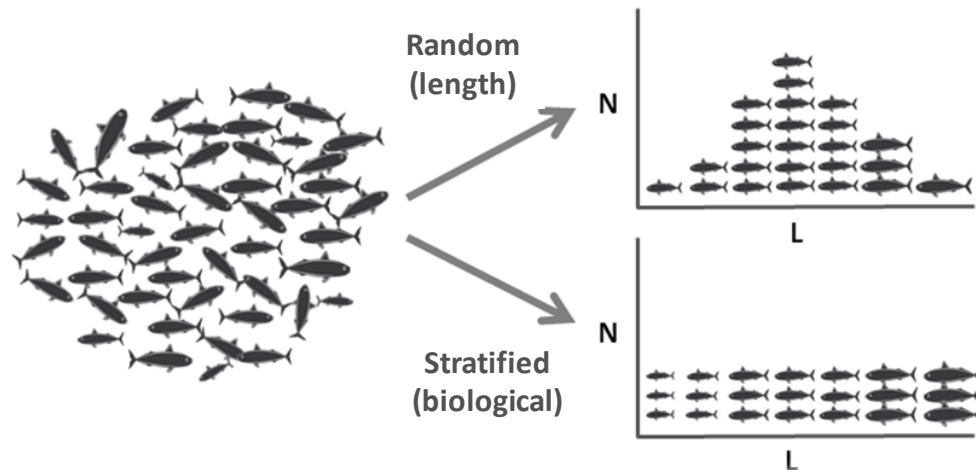 Random
(length)
N
L
N
Stratified
(biological)
L